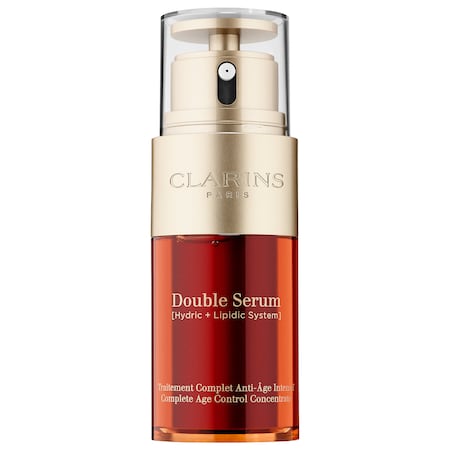 CLARINS
PARIS
Double Serum
[Hydric + Lipidic System]
Traitement Complet Anti-Âge Intensif
Complete Age Control Concentrate